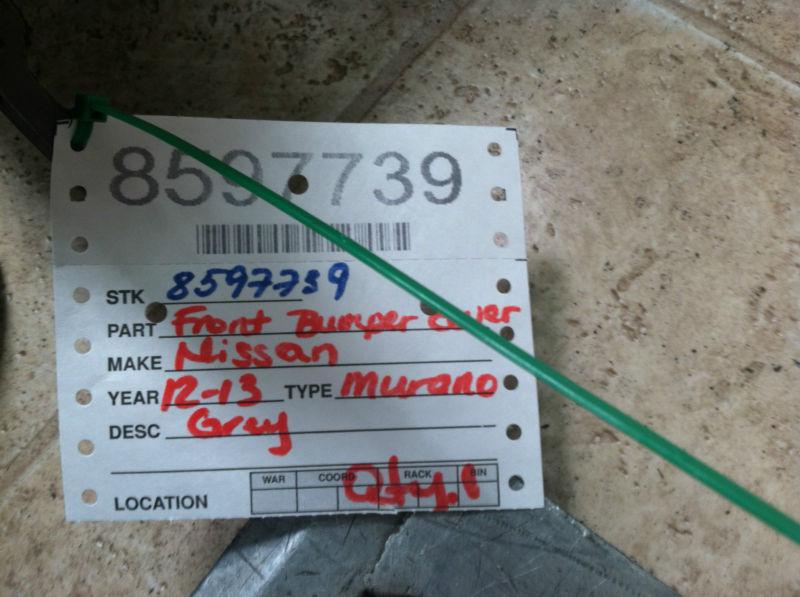 8597739
STK 8597739
PART Front Bumper cover
MAKE Nissan
YEAR 12-13 TYPE Murano
DESC Grey
WAR COORD RACK BIN
Qty.1
LOCATION